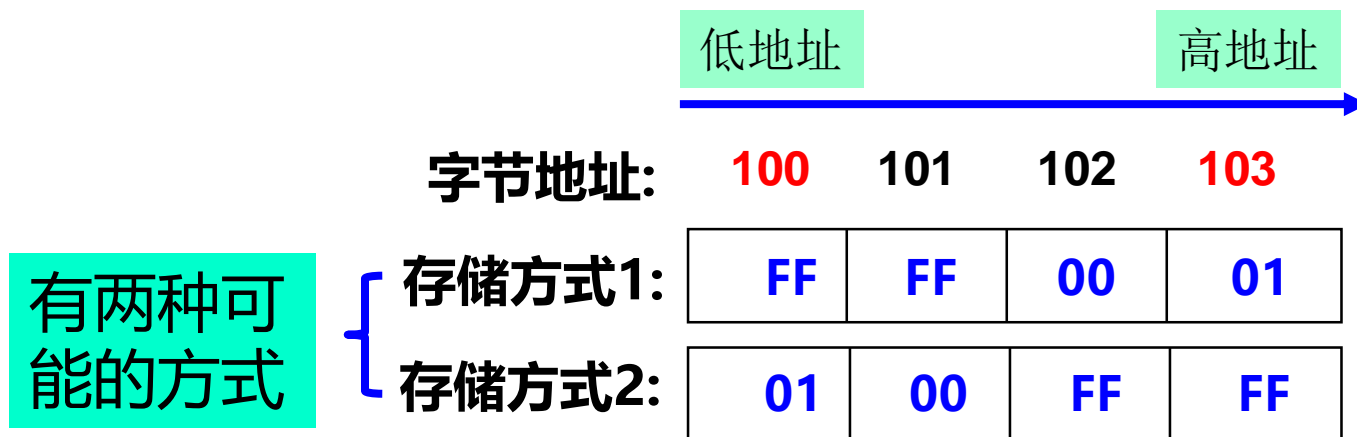 低地址 高地址
字节地址: 100 101 102 103
有两种可
能的方式
存储方式1: FF FF 00 01
存储方式2: 01 00 FF FF